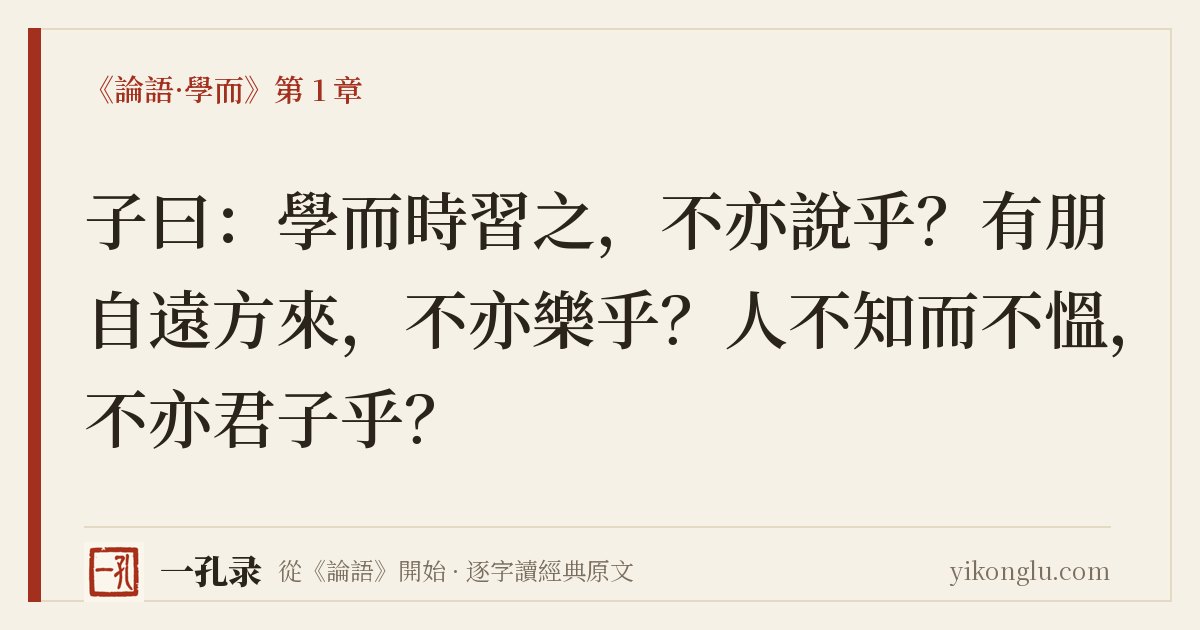 《論語·學而》第 1 章
子曰：學而時習之，不亦說乎？有朋
自遠方來，不亦樂乎？人不知而不慍，
不亦君子乎？
一孔
一孔录 從《論語》開始 · 逐字讀經典原文 yikonglu.com